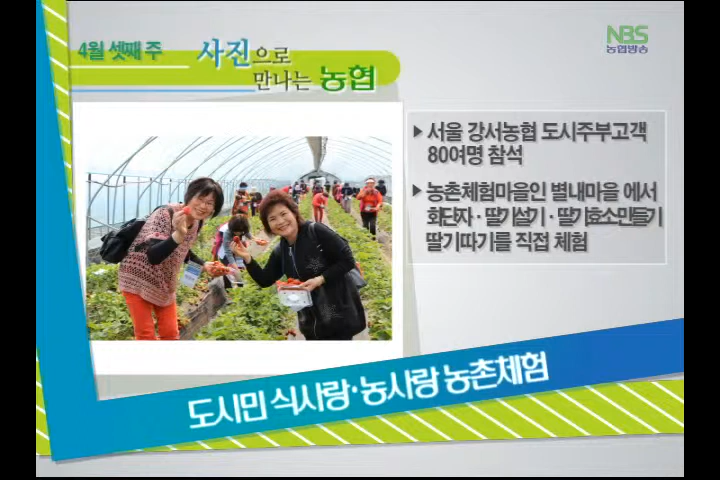 4월 셋째 주
사진으로
만나는 농협
NBS
농협방송
▶ 서울 강서농협 도시주부고객
80여명 참석
▶ 농촌체험마을인 별내마을 에서
화단자 · 딸기쉽기 · 딸기효소만들기
딸기따기를 직접 체험
도시민 식사랑·농사랑 농촌체험